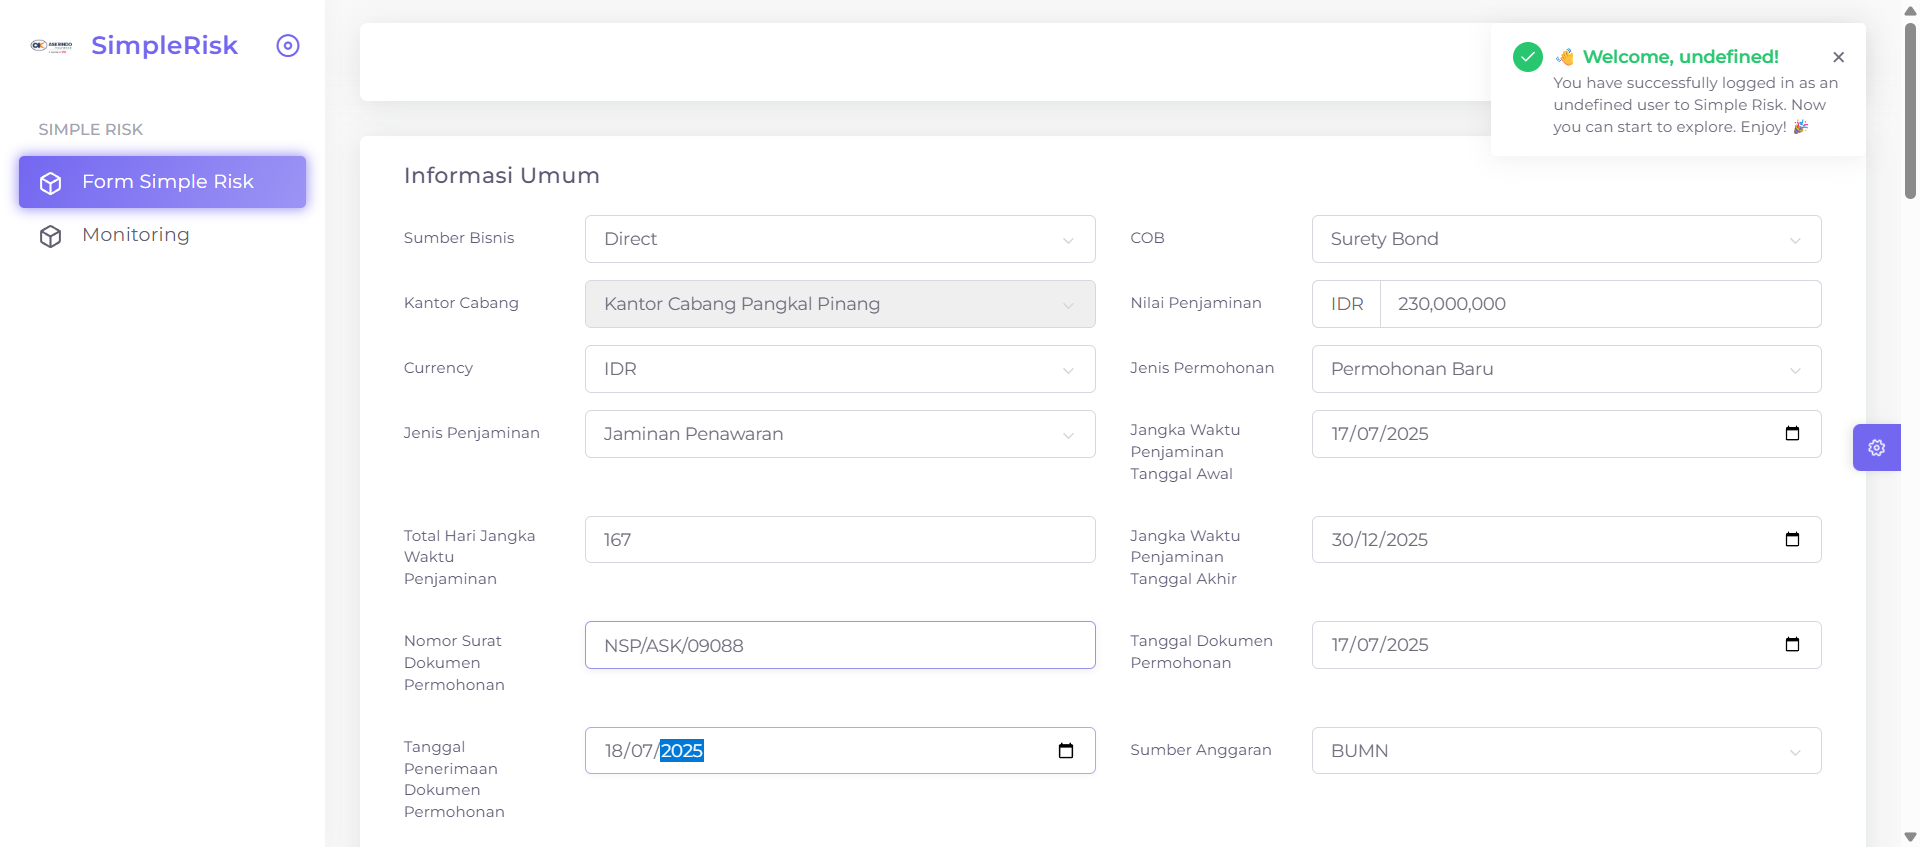 SimpleRisk
SIMPLE RISK
Form Simple Risk
Monitoring
Welcome, undefined!
You have successfully logged in as an
undefined user to Simple Risk. Now
you can start to explore. Enjoy!
Informasi Umum
Sumber Bisnis
Direct
COB
Surety Bond
Kantor Cabang
Kantor Cabang Pangkal Pinang
Nilai Penjaminan
IDR
230,000,000
Currency
IDR
Jenis Permohonan
Permohonan Baru
Jenis Penjaminan
Jaminan Penawaran
Jangka Waktu
Penjaminan
Tanggal Awal
17/07/2025
Total Hari Jangka
Waktu
Penjaminan
167
Jangka Waktu
Penjaminan
Tanggal Akhir
30/12/2025
Nomor Surat
Dokumen
Permohonan
NSP/ASK/09088
Tanggal Dokumen
Permohonan
17/07/2025
Tanggal
Penerimaan
Dokumen
Permohonan
18/07/2025
Sumber Anggaran
BUMN